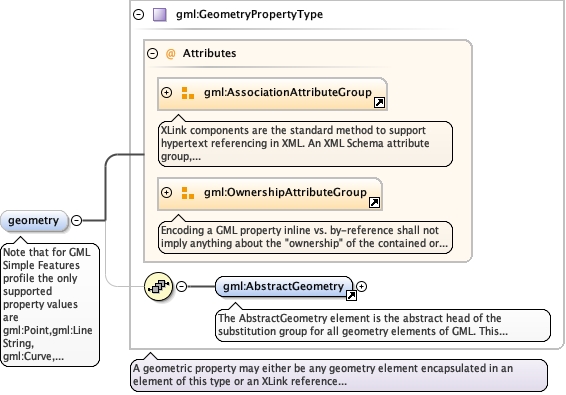 gml:GeometryPropertyType
@ Attributes
gml:AssociationAttributeGroup
XLink components are the standard method to support
hypertext referencing in XML. An XML Schema attribute
group,...
gml:OwnershipAttributeGroup
Encoding a GML property inline vs. by-reference shall not
imply anything about the "ownership" of the contained or...
geometry
Note that for GML
Simple Features
profile the only
supported
property values
are
gml:Point,gml:Line
String,
gml:Curve,...
gml:AbstractGeometry
The AbstractGeometry element is the abstract head of the
substitution group for all geometry elements of GML. This...
A geometric property may either be any geometry element encapsulated in an
element of this type or an XLink reference...